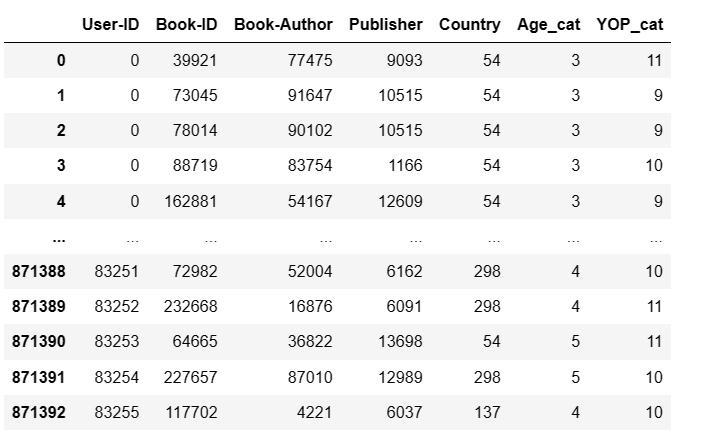 User-ID Book-ID Book-Author Publisher Country Age_cat YOP_cat
0 0 39921 77475 9093 54 3 11
1 0 73045 91647 10515 54 3 9
2 0 78014 90102 10515 54 3 9
3 0 88719 83754 1166 54 3 10
4 0 162881 54167 12609 54 3 9
... ... ... ... ... ... ... ...
871388 83251 72982 52004 6162 298 4 10
871389 83252 232668 16876 6091 298 4 11
871390 83253 64665 36822 13698 54 5 11
871391 83254 227657 87010 12989 298 5 10
871392 83255 117702 4221 6037 137 4 10